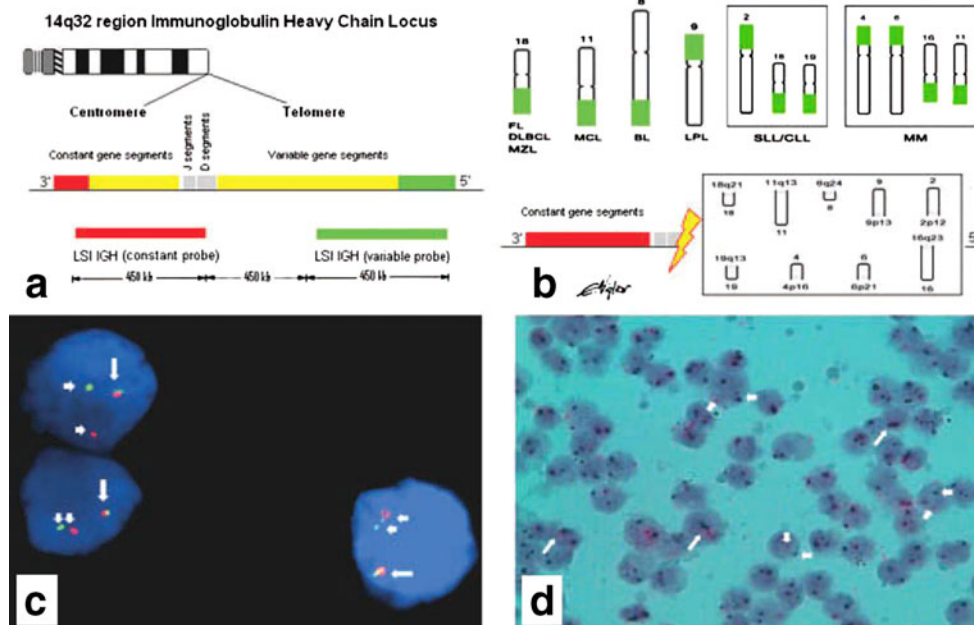 14q32 region Immunoglobulin Heavy Chain Locus
Centromere
Telomere
Constant gene segments
J segments
D segments
Variable gene segments
3'
5'
LSI IGH (constant probe)
LSI IGH (variable probe)
450 kb
450 kb
450 kb
a
18
11
8
9
2
18
19
4
6
16
11
FL
DLBCL
MZL
MCL
BL
LPL
SLL/CLL
MM
Constant gene segments
3'
18q21
18
11q13
11
8q24
8
9
9p13
2
2p12
19q13
19
4
4p16
6
6p21
16q23
16
b
c
d